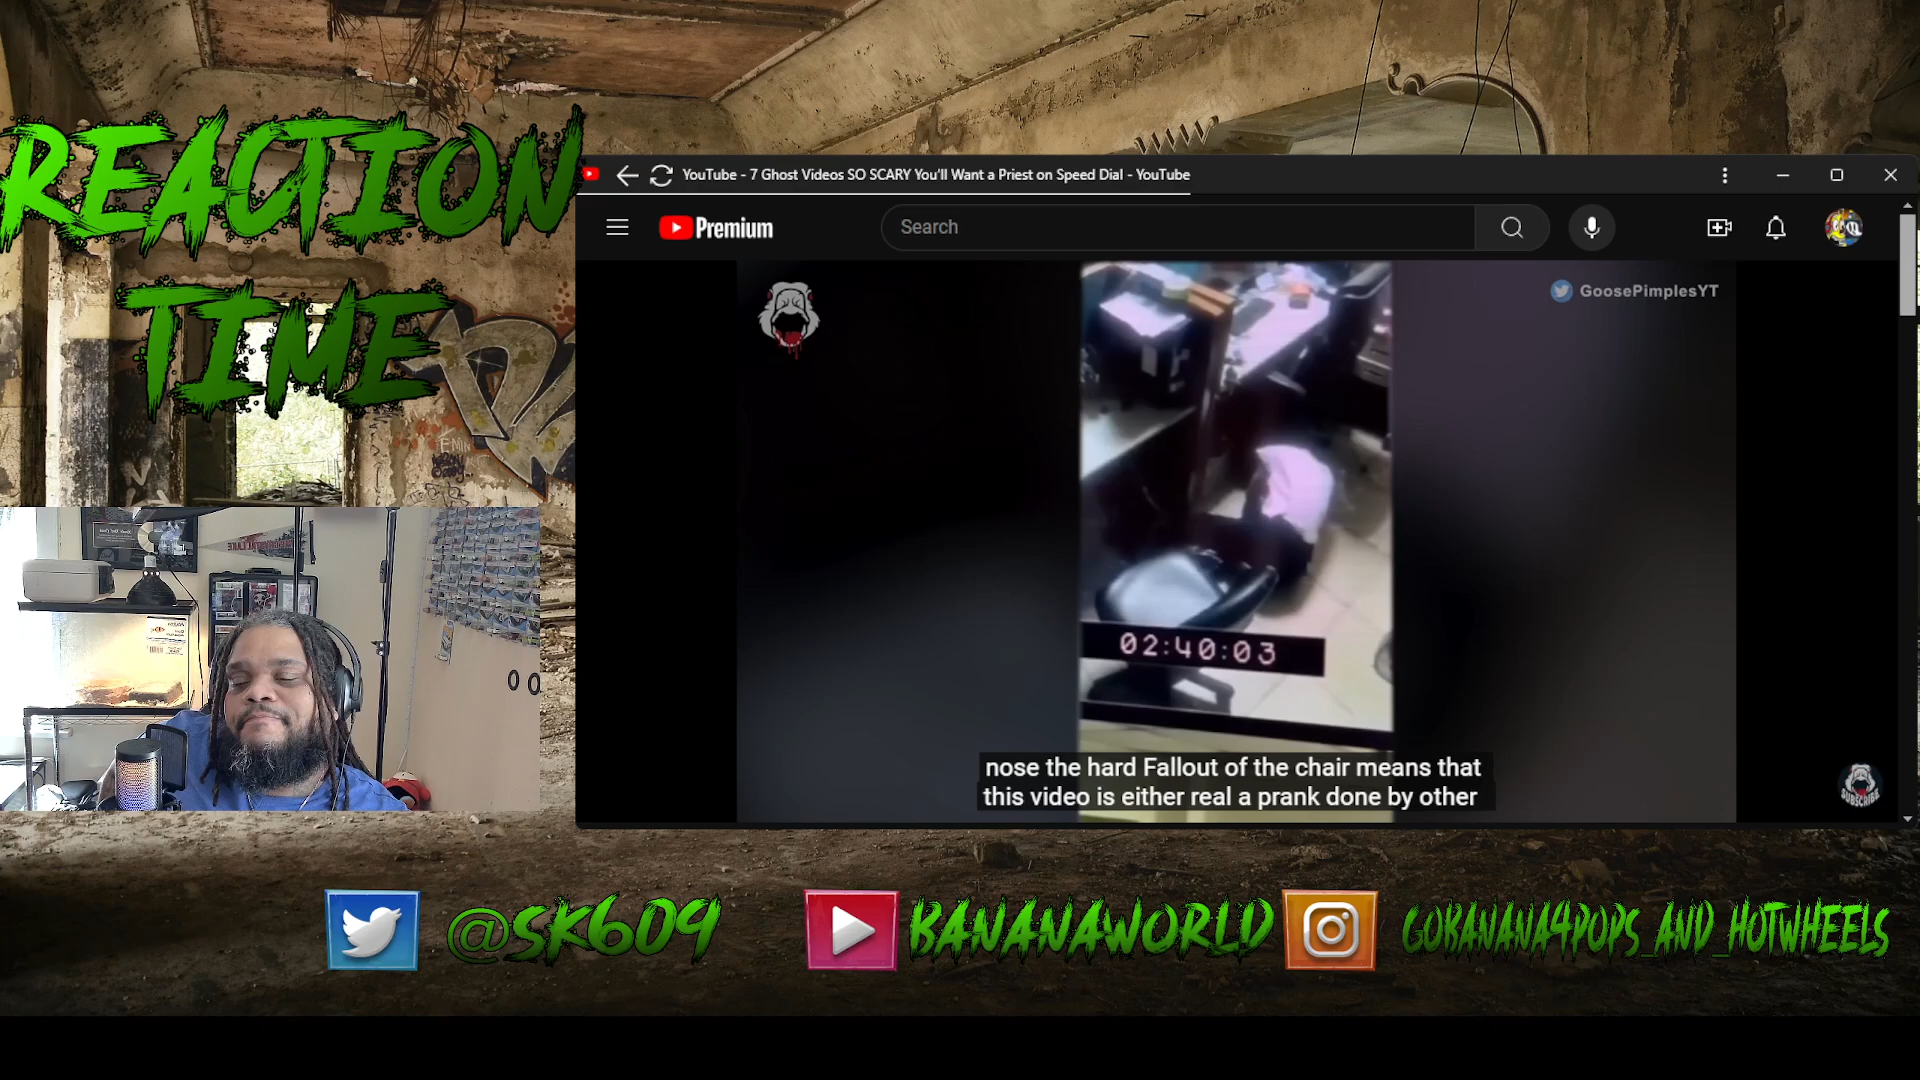 REACTION
TIME
YouTube - 7 Ghost Videos SO SCARY You'll Want a Priest on Speed Dial - YouTube
Premium
Search
GoosePimplesYT
02:40:03
nose the hard Fallout of the chair means that
this video is either real a prank done by other
SUBSCRIBE
@SK609
BANANAWORLD
GOBANANA4POPS_AND_HOTWHEELS